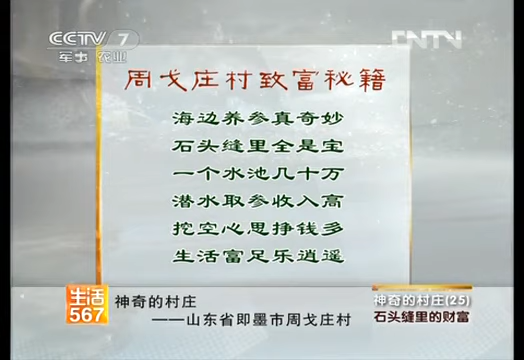 CCTV 7
军事 农业
CNTV
周戈庄村致富秘籍
海边养参真奇妙
石头缝里全是宝
一个水池几十万
潜水取参收入高
挖空心思挣钱多
生活富足乐逍遥
生活
567
神奇的村庄
——山东省即墨市周戈庄村
神奇的村庄(25)
石头缝里的财富